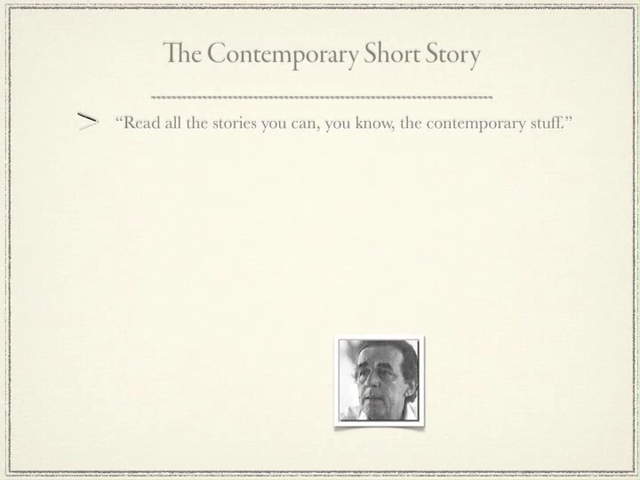 The Contemporary Short Story
“Read all the stories you can, you know, the contemporary stuff.”